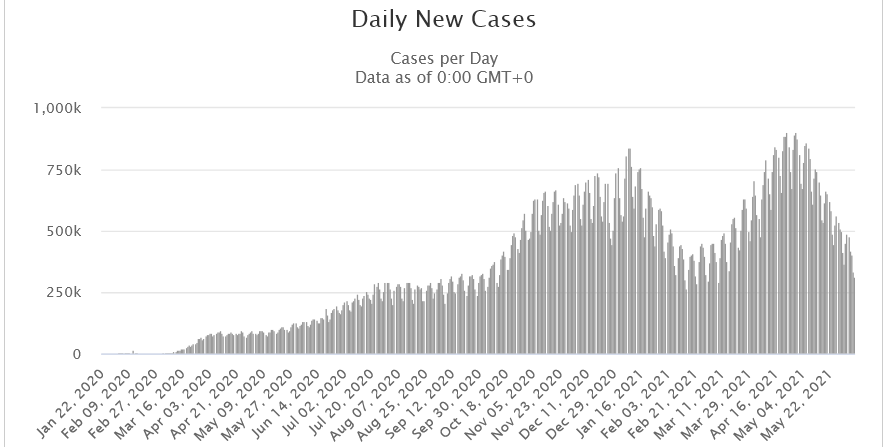 Daily New Cases
Cases per Day
Data as of 0:00 GMT+0
1,000k
750k
500k
250k
0
Jan 22, 2020
Feb 09, 2020
Feb 27, 2020
Mar 16, 2020
Apr 03, 2020
Apr 21, 2020
May 09, 2020
May 27, 2020
Jun 14, 2020
Jul 02, 2020
Jul 20, 2020
Aug 07, 2020
Aug 25, 2020
Sep 12, 2020
Sep 30, 2020
Oct 18, 2020
Nov 05, 2020
Nov 23, 2020
Dec 11, 2020
Dec 29, 2020
Jan 16, 2021
Feb 03, 2021
Feb 21, 2021
Mar 11, 2021
Mar 29, 2021
Apr 16, 2021
May 04, 2021
May 22, 2021